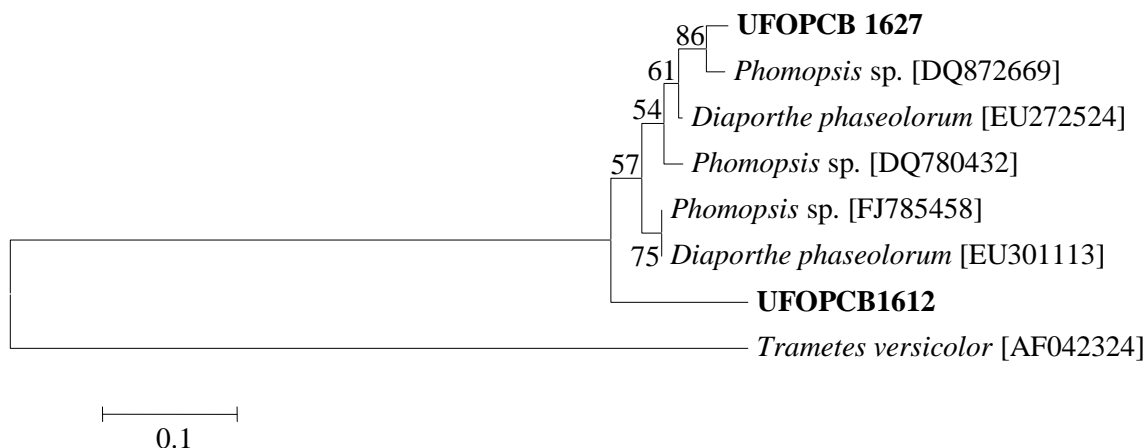 UFOPCB 1627
86
Phomopsis sp. [DQ872669]
61
Diaporthe phaseolorum [EU272524]
54
Phomopsis sp. [DQ780432]
57
Phomopsis sp. [FJ785458]
75
Diaporthe phaseolorum [EU301113]
UFOPCB1612
Trametes versicolor [AF042324]
0.1